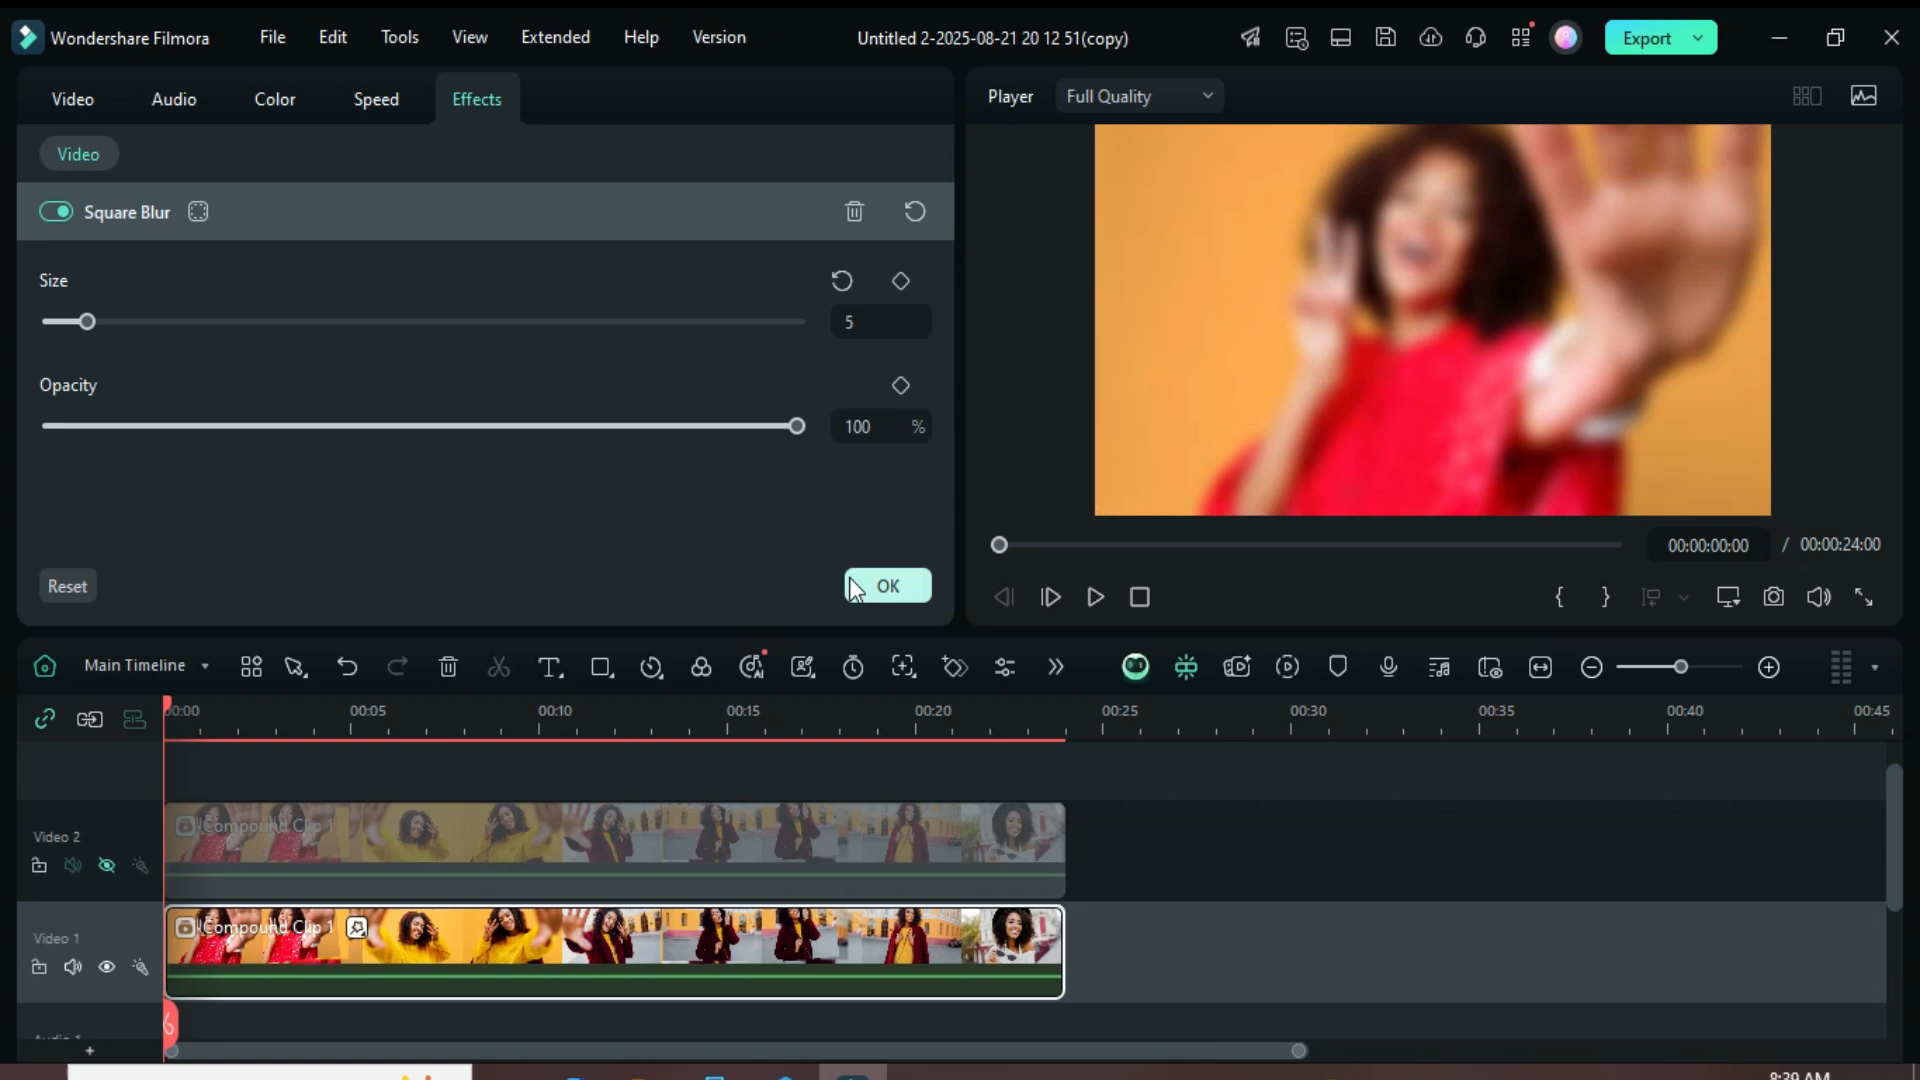 Wondershare Filmora File Edit Tools View Extended Help Version Untitled 2-2025-08-21 20 12 51(copy) Export
Video Audio Color Speed Effects
Player Full Quality
Video
Square Blur
Size
5
Opacity
100 %
Reset OK
00:00:00:00 / 00:00:24:00
Main Timeline
00:00 00:05 00:10 00:15 00:20 00:25 00:30 00:35 00:40 00:45
Video 2
Compound Clip 1
Video 1
Compound Clip 1